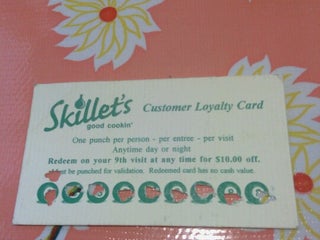 Skillet's
good cookin'
Customer Loyalty Card
One punch per person - per entree - per visit
Anytime day or night
Redeem on your 9th visit at any time for $10.00 off.
Must be punched for validation. Redeemed card has no cash value.